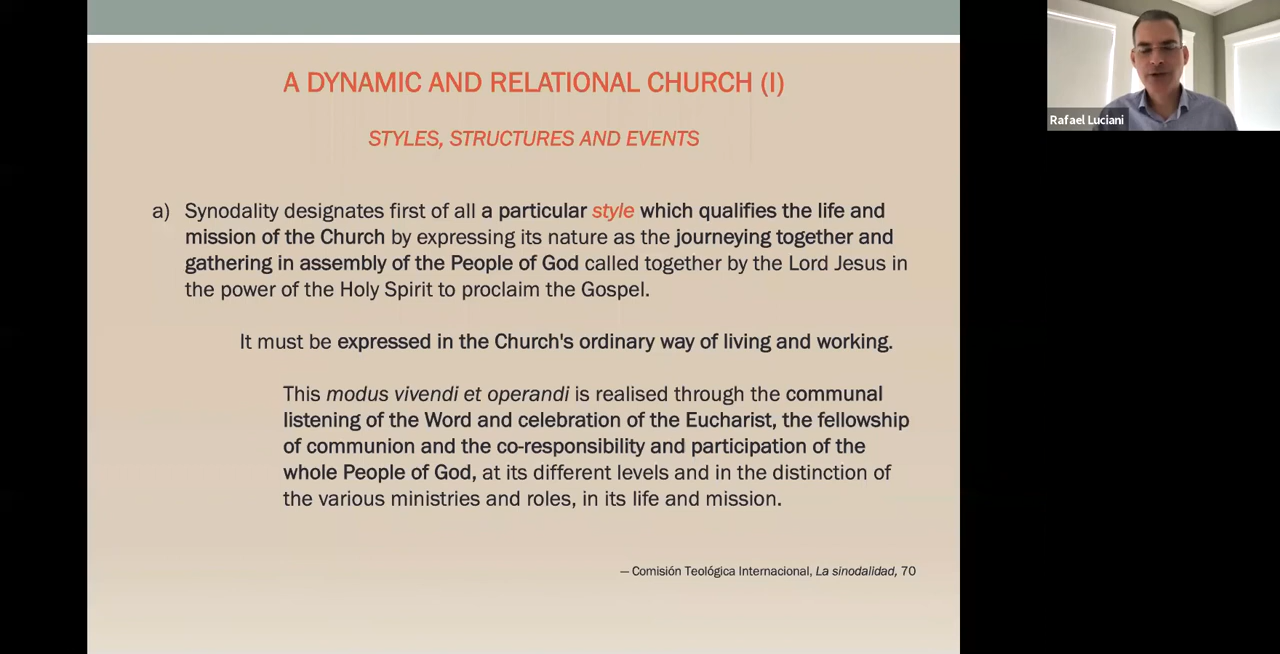 A DYNAMIC AND RELATIONAL CHURCH (I)
STYLES, STRUCTURES AND EVENTS
a) Synodality designates first of all a particular style which qualifies the life and
mission of the Church by expressing its nature as the journeying together and
gathering in assembly of the People of God called together by the Lord Jesus in
the power of the Holy Spirit to proclaim the Gospel.
It must be expressed in the Church's ordinary way of living and working.
This modus vivendi et operandi is realised through the communal
listening of the Word and celebration of the Eucharist, the fellowship
of communion and the co-responsibility and participation of the
whole People of God, at its different levels and in the distinction of
the various ministries and roles, in its life and mission.
— Comisión Teológica Internacional, La sinodalidad, 70
Rafael Luciani